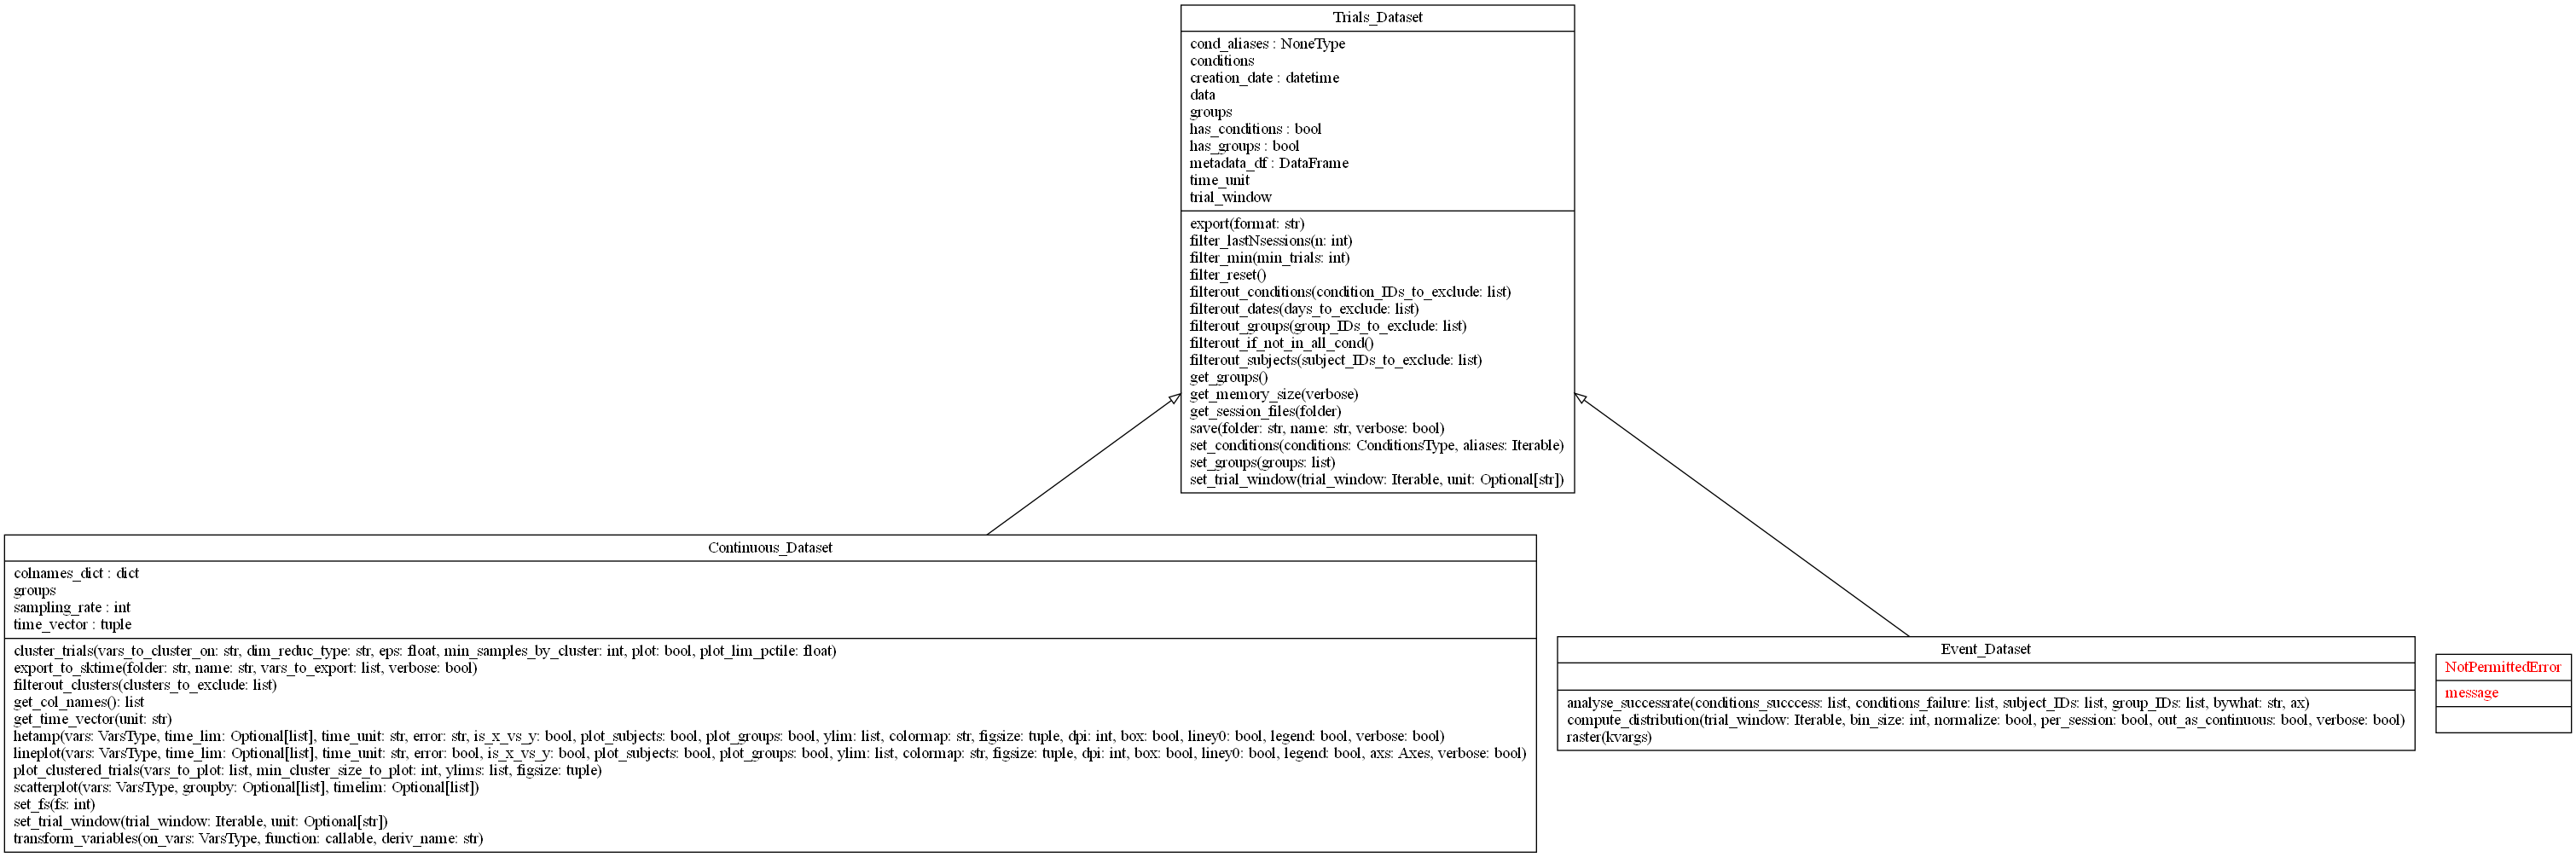 Trials_Dataset
cond_aliases : NoneType
conditions
creation_date : datetime
data
groups
has_conditions : bool
has_groups : bool
metadata_df : DataFrame
time_unit
trial_window
export(format: str)
filter_lastNsessions(n: int)
filter_min(min_trials: int)
filter_reset()
filterout_conditions(condition_IDs_to_exclude: list)
filterout_dates(days_to_exclude: list)
filterout_groups(group_IDs_to_exclude: list)
filterout_if_not_in_all_cond()
filterout_subjects(subject_IDs_to_exclude: list)
get_groups()
get_memory_size(verbose)
get_session_files(folder)
save(folder: str, name: str, verbose: bool)
set_conditions(conditions: ConditionsType, aliases: Iterable)
set_groups(groups: list)
set_trial_window(trial_window: Iterable, unit: Optional[str])
Continuous_Dataset
colnames_dict : dict
groups
sampling_rate : int
time_vector : tuple
cluster_trials(vars_to_cluster_on: str, dim_reduc_type: str, eps: float, min_samples_by_cluster: int, plot: bool, plot_lim_pctile: float)
export_to_sktime(folder: str, name: str, vars_to_export: list, verbose: bool)
filterout_clusters(clusters_to_exclude: list)
get_col_names(): list
get_time_vector(unit: str)
hetamp(vars: VarsType, time_lim: Optional[list], time_unit: str, error: str, is_x_vs_y: bool, plot_subjects: bool, plot_groups: bool, ylim: list, colormap: str, figsize: tuple, dpi: int, box: bool, liney0: bool, legend: bool, verbose: bool)
lineplot(vars: VarsType, time_lim: Optional[list], time_unit: str, error: bool, is_x_vs_y: bool, plot_subjects: bool, plot_groups: bool, ylim: list, colormap: str, figsize: tuple, dpi: int, box: bool, liney0: bool, legend: bool, axs: Axes, verbose: bool)
plot_clustered_trials(vars_to_plot: list, min_cluster_size_to_plot: int, ylims: list, figsize: tuple)
scatterplot(vars: VarsType, groupby: Optional[list], timelim: Optional[list])
set_fs(fs: int)
set_trial_window(trial_window: Iterable, unit: Optional[str])
transform_variables(on_vars: VarsType, function: callable, deriv_name: str)
Event_Dataset
analyse_successrate(conditions_succcess: list, conditions_failure: list, subject_IDs: list, group_IDs: list, bywhat: str, ax)
compute_distribution(trial_window: Iterable, bin_size: int, normalize: bool, per_session: bool, out_as_continuous: bool, verbose: bool)
raster(kvargs)
NotPermittedError
message